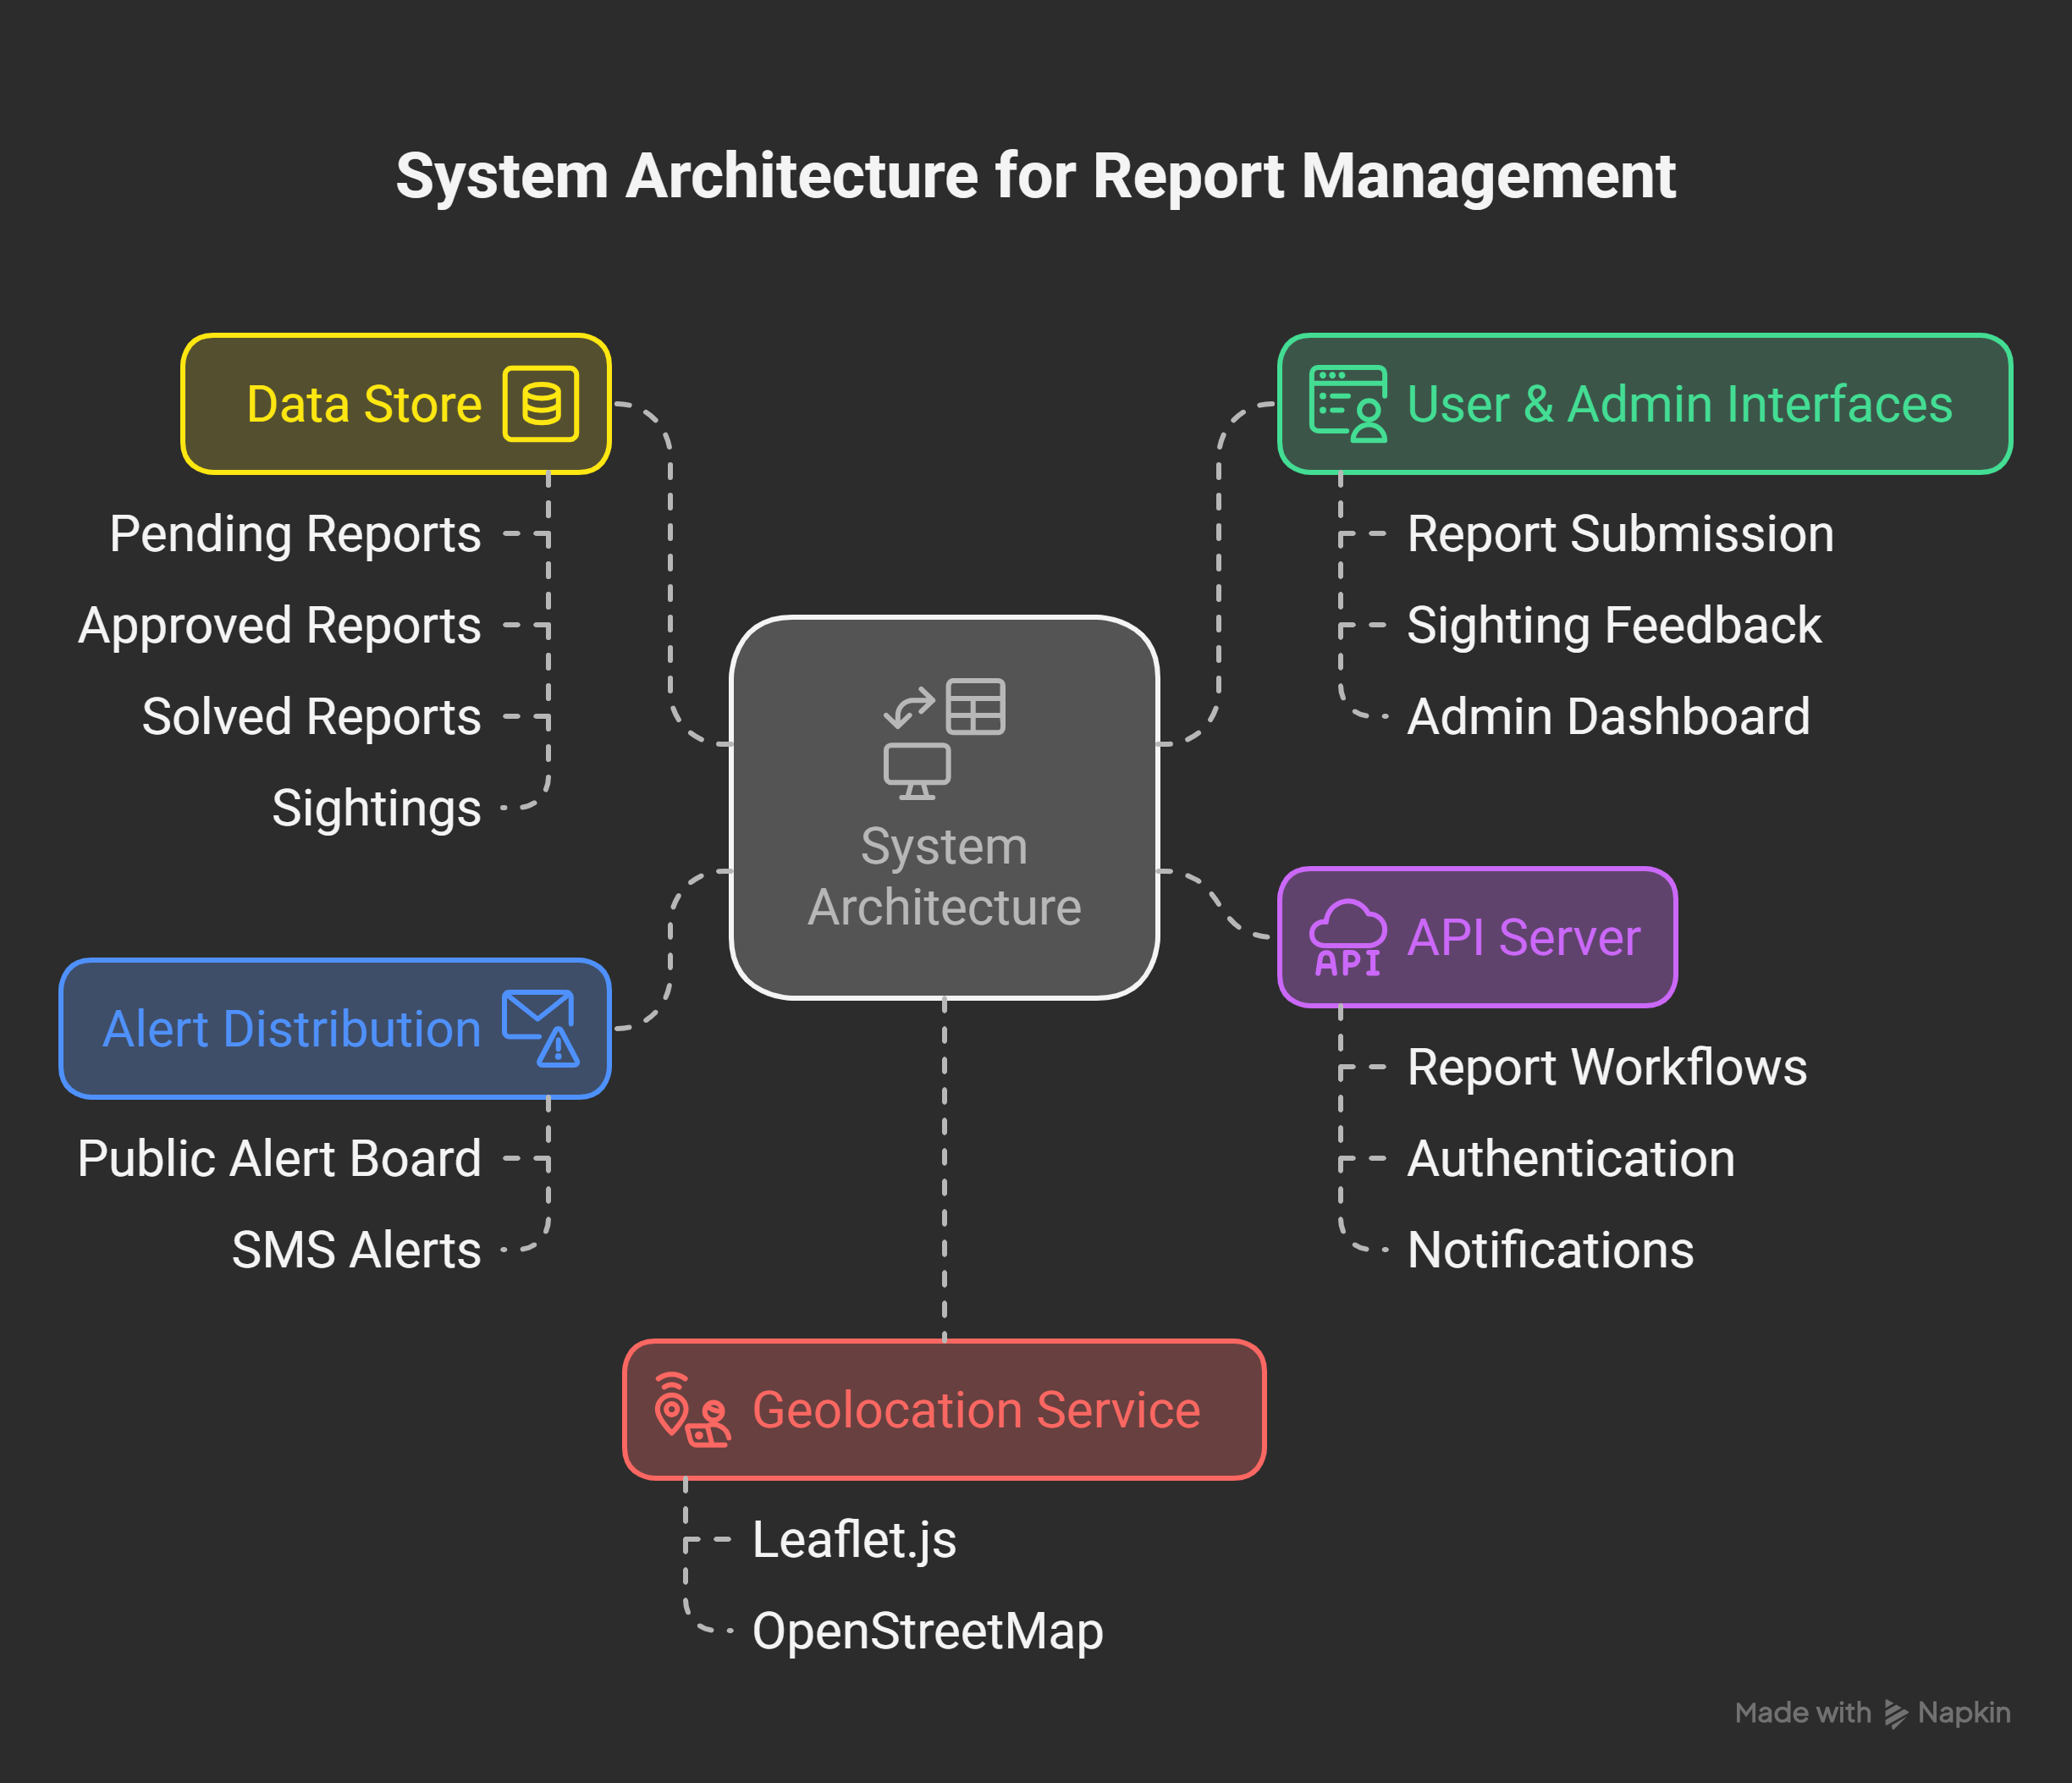 System Architecture for Report Management
Data Store
Pending Reports
Approved Reports
Solved Reports
Sightings
User & Admin Interfaces
Report Submission
Sighting Feedback
Admin Dashboard
System
Architecture
Alert Distribution
Public Alert Board
SMS Alerts
API
API Server
Report Workflows
Authentication
Notifications
Geolocation Service
Leaflet.js
OpenStreetMap
Made with Napkin